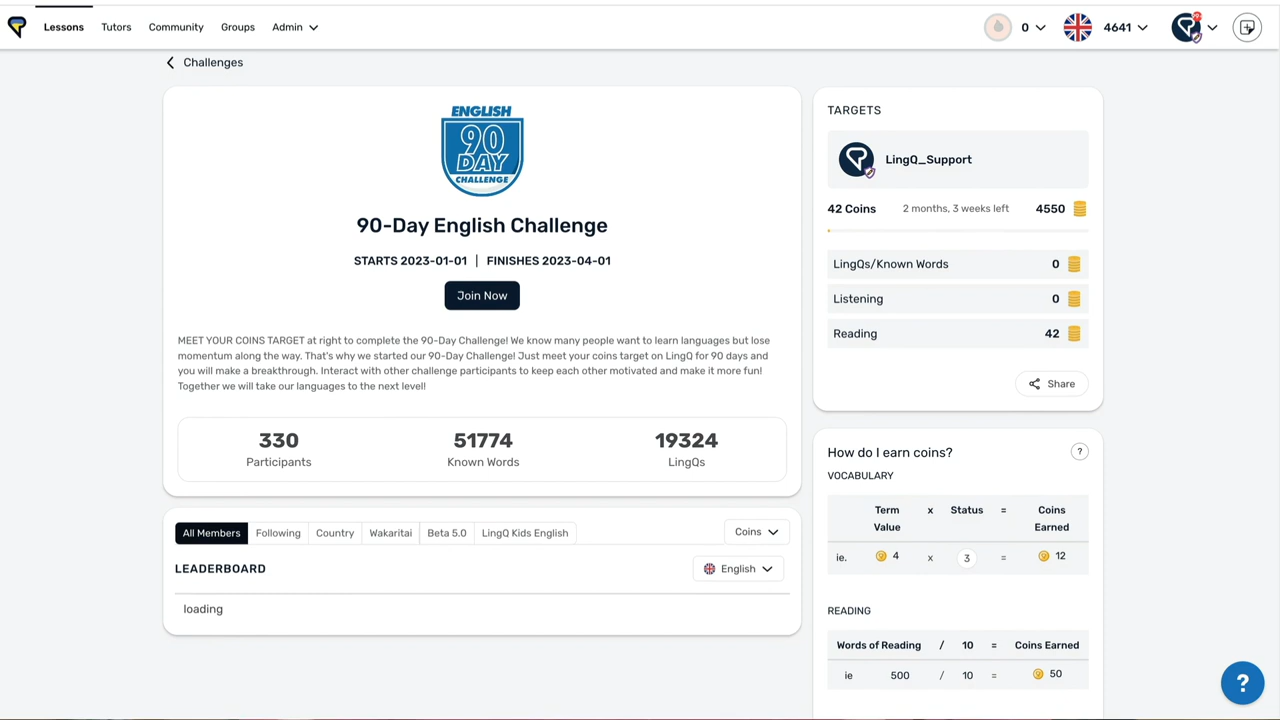 Lessons Tutors Community Groups Admin 0 4641
Challenges
ENGLISH
90
DAY
CHALLENGE
90-Day English Challenge
STARTS 2023-01-01 | FINISHES 2023-04-01
Join Now
MEET YOUR COINS TARGET at right to complete the 90-Day Challenge! We know many people want to learn languages but lose
momentum along the way. That's why we started our 90-Day Challenge! Just meet your coins target on LingQ for 90 days and
you will make a breakthrough. Interact with other challenge participants to keep each other motivated and make it more fun!
Together we will take our languages to the next level!
330 51774 19324
Participants Known Words LingQs
All Members Following Country Wakaritai Beta 5.0 LingQ Kids English Coins
LEADERBOARD English
loading
TARGETS
LingQ_Support
42 Coins 2 months, 3 weeks left 4550
LingQs/Known Words 0
Listening 0
Reading 42
Share
How do I earn coins? ?
VOCABULARY
Term x Status = Coins
Value Earned
ie. 4 x 3 = 12
READING
Words of Reading / 10 = Coins Earned
ie 500 / 10 = 50
?